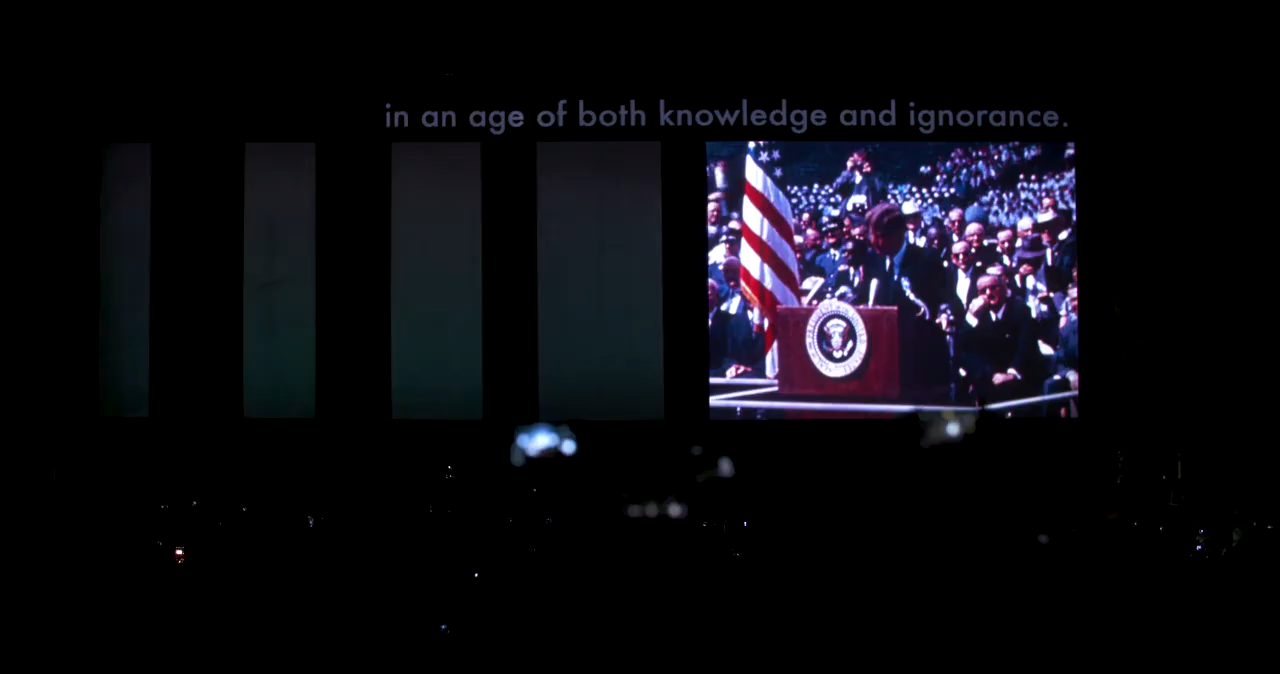 in an age of both knowledge and ignorance.